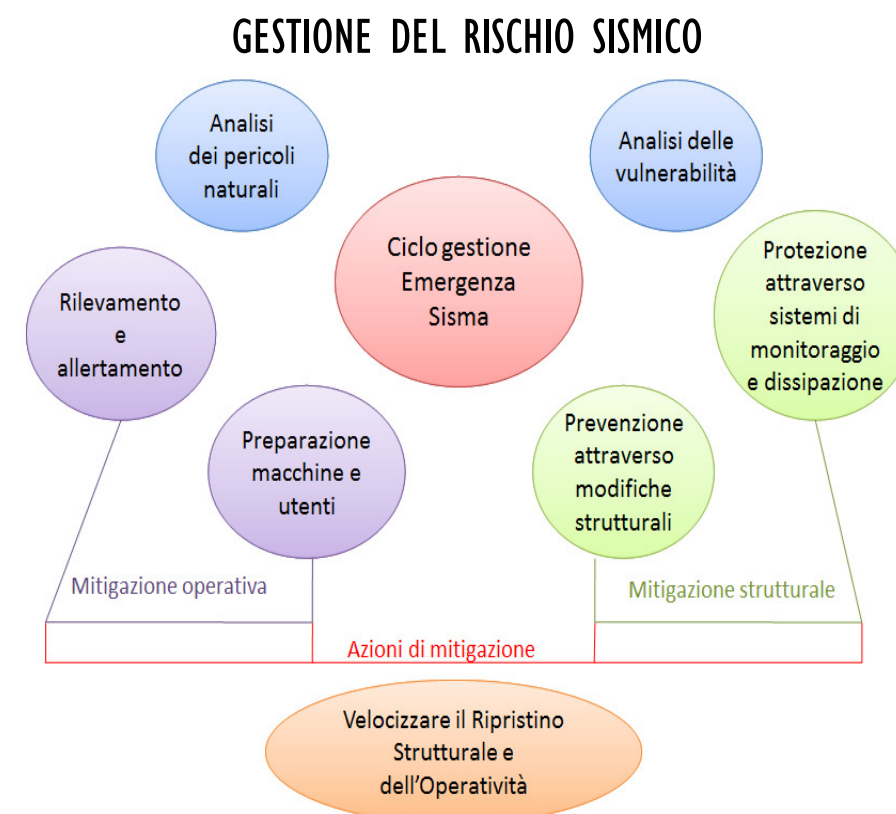 GESTIONE DEL RISCHIO SISMICO
Analisi
dei pericoli
naturali
Analisi delle
vulnerabilità
Ciclo gestione
Emergenza
Sisma
Protezione
attraverso
sistemi di
monitoraggio
e dissipazione
Rilevamento
e
allertamento
Preparazione
macchine e
utenti
Prevenzione
attraverso
modifiche
strutturali
Mitigazione operativa
Mitigazione strutturale
Azioni di mitigazione
Velocizzare il Ripristino
Strutturale e
dell'Operatività